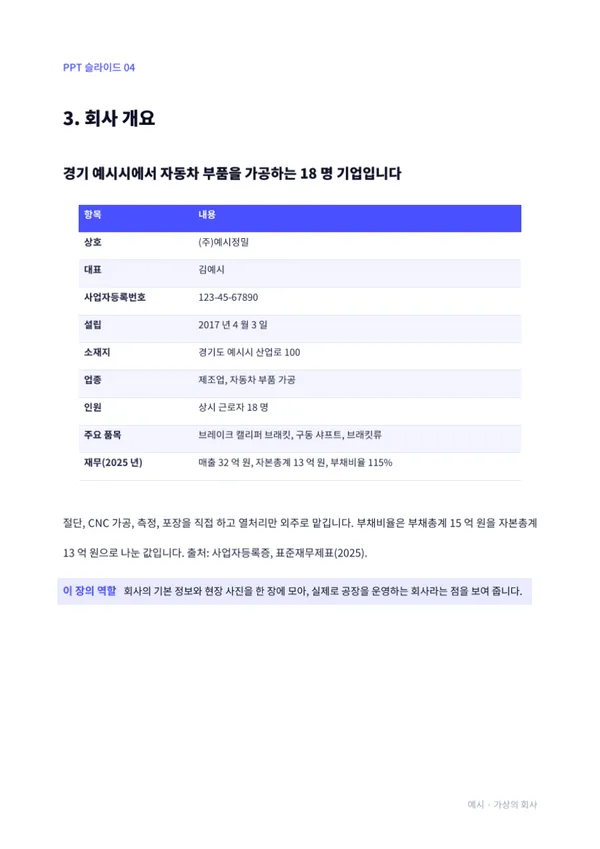 PPT 슬라이드 04
3. 회사 개요
경기 예시시에서 자동차 부품을 가공하는 18 명 기업입니다
항목 내용
상호 (주)예시정밀
대표 김예시
사업자등록번호 123-45-67890
설립 2017 년 4 월 3 일
소재지 경기도 예시시 산업로 100
업종 제조업, 자동차 부품 가공
인원 상시 근로자 18 명
주요 품목 브레이크 캘리퍼 브래킷, 구동 샤프트, 브래킷류
재무(2025 년) 매출 32 억 원, 자본총계 13 억 원, 부채비율 115%
절단, CNC 가공, 측정, 포장을 직접 하고 열처리만 외주로 맡깁니다. 부채비율은 부채총계 15 억 원을 자본총계
13 억 원으로 나눈 값입니다. 출처: 사업자등록증, 표준재무제표(2025).
이 장의 역할 회사의 기본 정보와 현장 사진을 한 장에 모아, 실제로 공장을 운영하는 회사라는 점을 보여 줍니다.
예시 · 가상의 회사